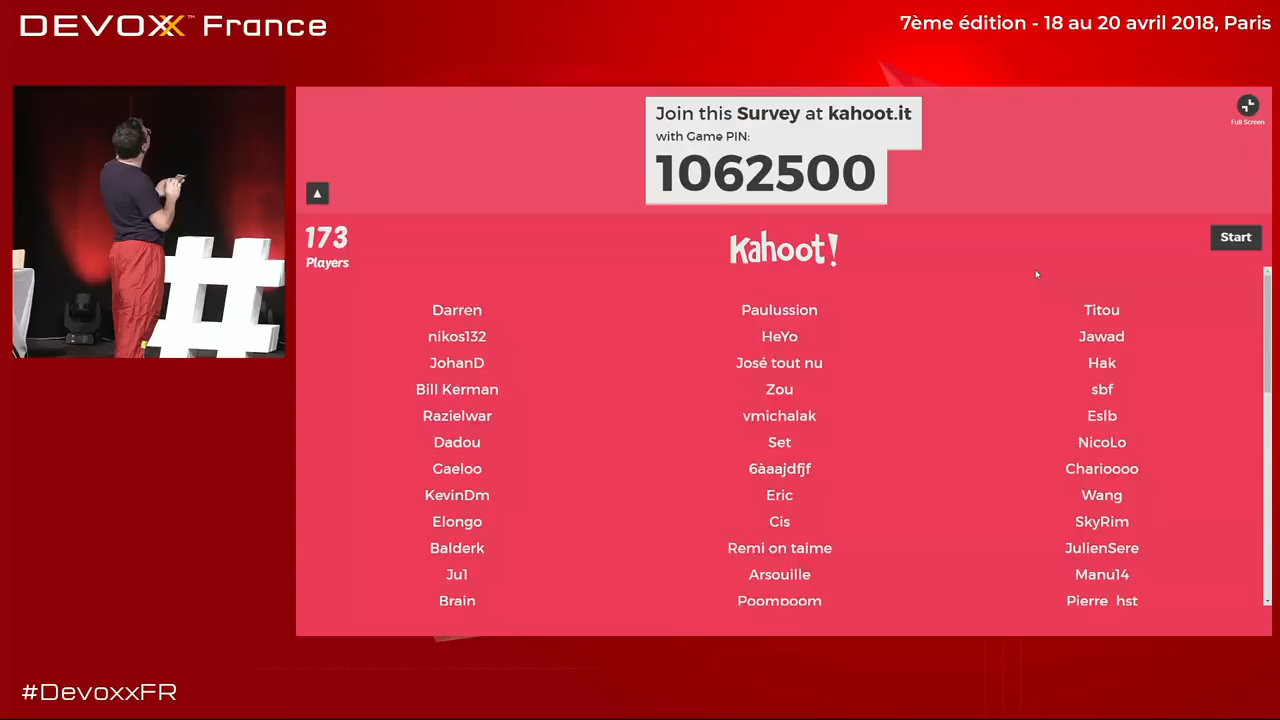 DEVOXX™ France
7ème édition - 18 au 20 avril 2018, Paris
Join this Survey at kahoot.it
with Game PIN:
1062500
Full Screen
173
Players
Kahoot!
Start
Darren Paulussion Titou
nikos132 HeYo Jawad
JohanD José tout nu Hak
Bill Kerman Zou sbf
Razielwar vmichalak Eslb
Dadou Set NicoLo
Gaeloo 6àaajdfjf Charioooo
KevinDm Eric Wang
Elongo Cis SkyRim
Balderk Remi on taime JulienSere
Ju1 Arsouille Manu14
Brain Poompoom Pierre_hst
#DevoxxFR